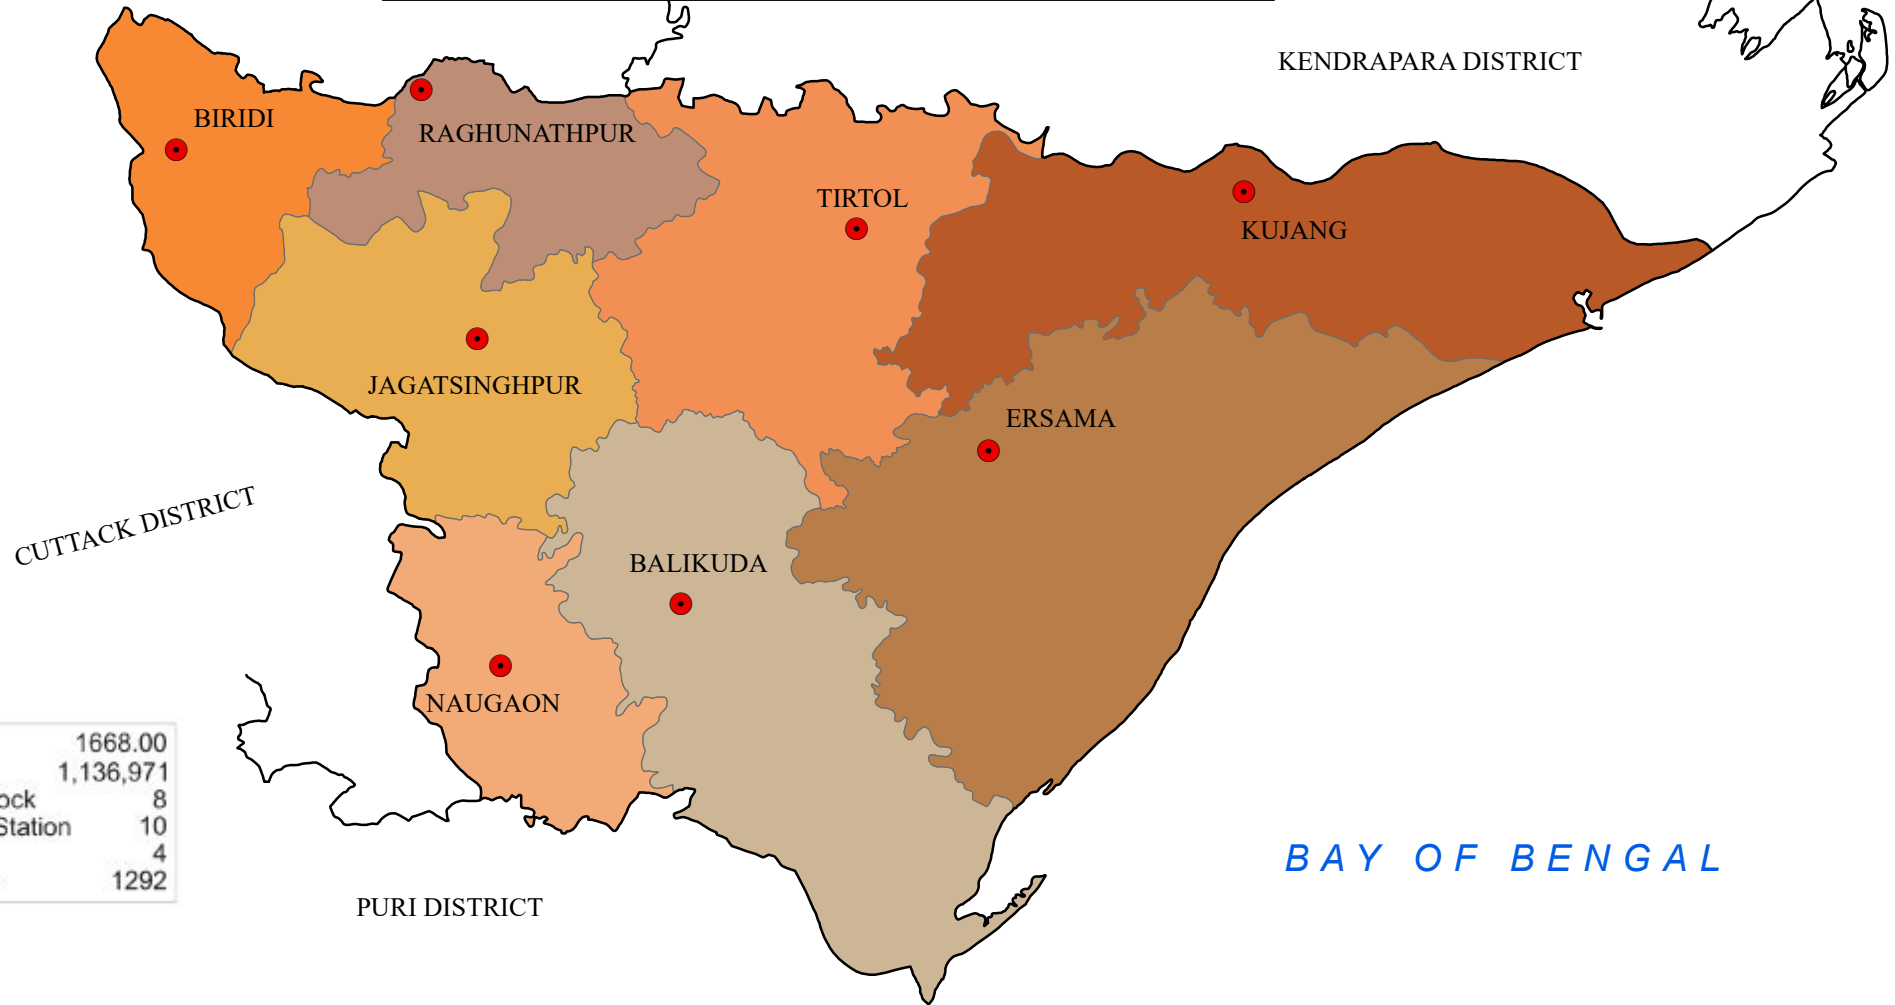 KENDRAPARA DISTRICT
BIRIDI
RAGHUNATHPUR
TIRTOL
KUJANG
JAGATSINGHPUR
ERSAMA
CUTTACK DISTRICT
BALIKUDA
NAUGAON
1668.00
1,136,971
ock 8
Station 10
4
1292
BAY OF BENGAL
PURI DISTRICT